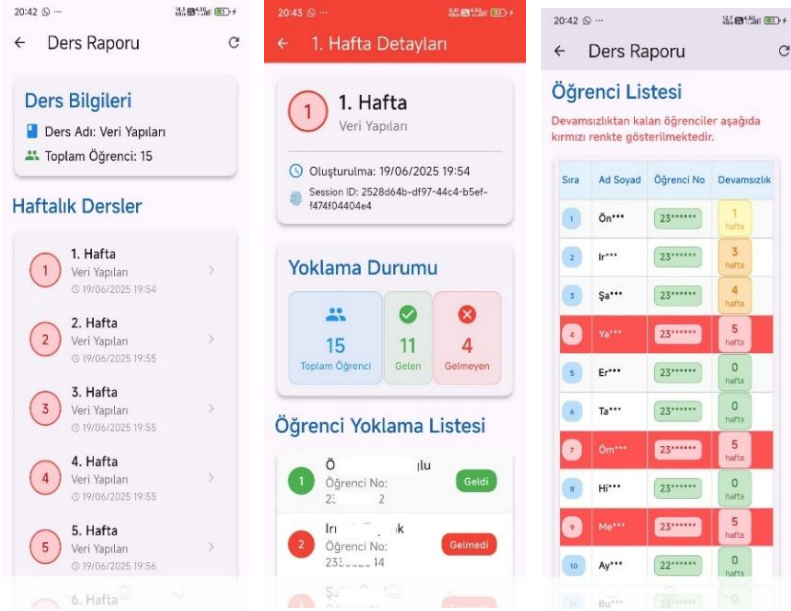 20:42
← Ders Raporu
Ders Bilgileri
Ders Adı: Veri Yapıları
Toplam Öğrenci: 15
Haftalık Dersler
1
1. Hafta
Veri Yapıları
19/06/2025 19:54
2
2. Hafta
Veri Yapıları
19/06/2025 19:55
3
3. Hafta
Veri Yapıları
19/06/2025 19:55
4
4. Hafta
Veri Yapıları
19/06/2025 19:55
5
5. Hafta
Veri Yapıları
19/06/2025 19:56
6. Hafta
20:43
← 1. Hafta Detayları
1
1. Hafta
Veri Yapıları
Oluşturulma: 19/06/2025 19:54
Session ID: 2528d64b-df97-44c4-b5ef-
f474f04404e4
Yoklama Durumu
15 11 4
Toplam Öğrenci Gelen Gelmeyen
Öğrenci Yoklama Listesi
1
Ö lu
Öğrenci No:
2
Geldi
2
Iri k
Öğrenci No:
14
Gelmedi
20:42
← Ders Raporu
Öğrenci Listesi
Devamsızlıktan kalan öğrenciler aşağıda
kırmızı renkte gösterilmektedir.
Sıra Ad Soyad Öğrenci No Devamsızlık
1 Ön*** 23****** 1 hafta
2 Ir*** 23****** 3 hafta
3 Şa*** 23****** 4 hafta
4 Ya*** 23****** 5 hafta
5 Er*** 23****** 0 hafta
6 Ta*** 23****** 0 hafta
7 Öm*** 23****** 5 hafta
8 Hi*** 23****** 0 hafta
9 Me*** 23****** 5 hafta
10 Ay*** 22****** 0 hafta
11 Bu*** 23****** 0